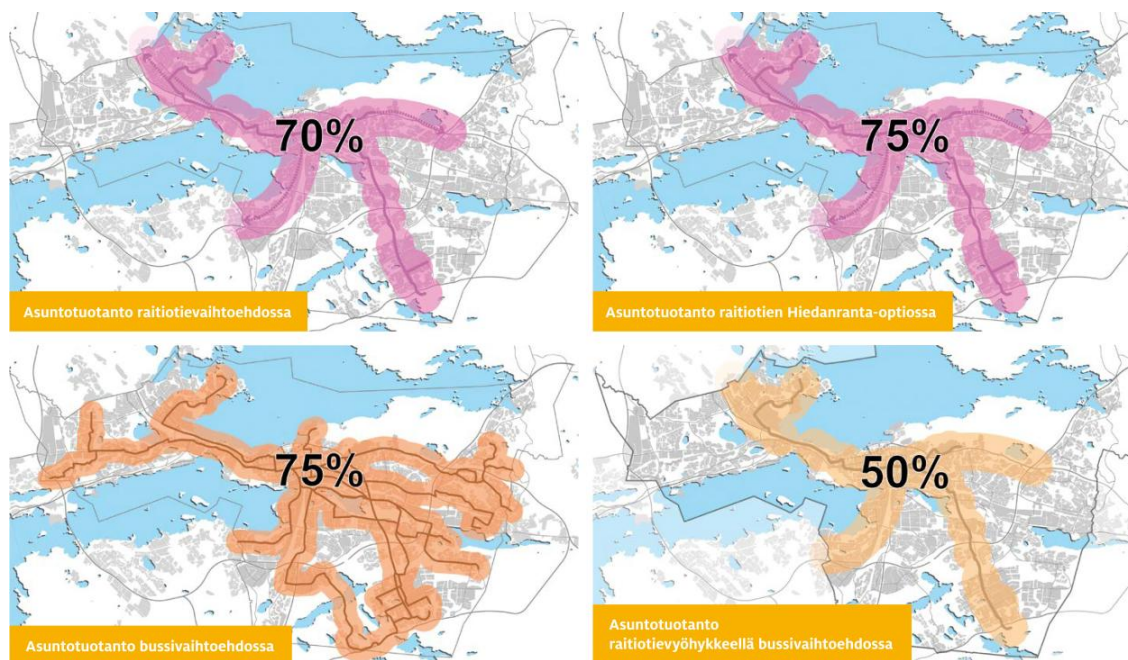 70%
Asuntotuotanto raitiotievaihtoehdossa
75%
Asuntotuotanto raitiotien Hiedanranta-optiossa
75%
Asuntotuotanto bussivaihtoehdossa
50%
Asuntotuotanto
raitiotievyöhykkeellä bussivaihtoehdossa